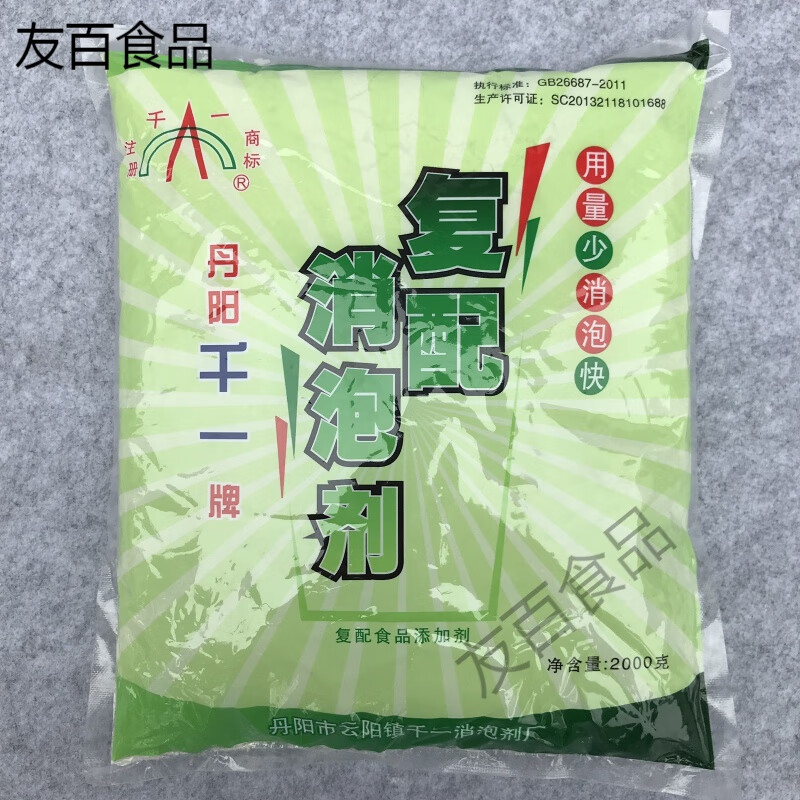 友百食品
执行标准：GB26687-2011
生产许可证：SC20132118101688
注册 千一 商标
®
用量少消泡快
复配
消泡剂
丹阳千一牌
复配食品添加剂
友百食品
净含量:2000克
丹阳市云阳镇千一消泡剂厂